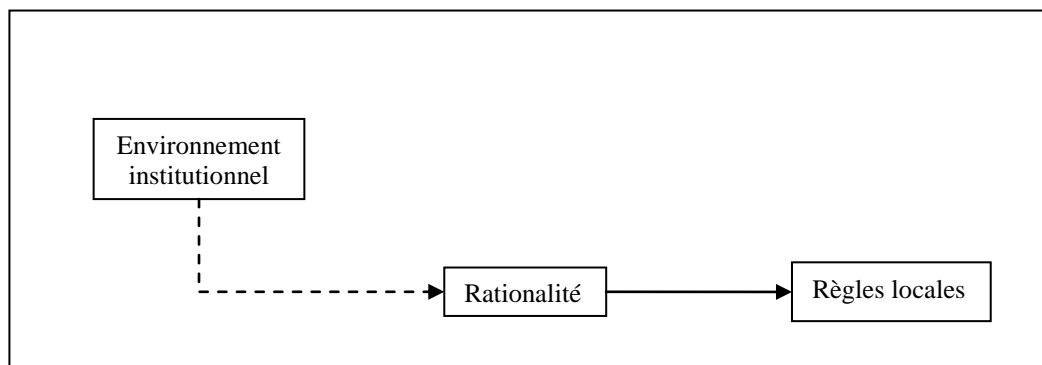 Environnement
institutionnel
Rationalité
Règles locales